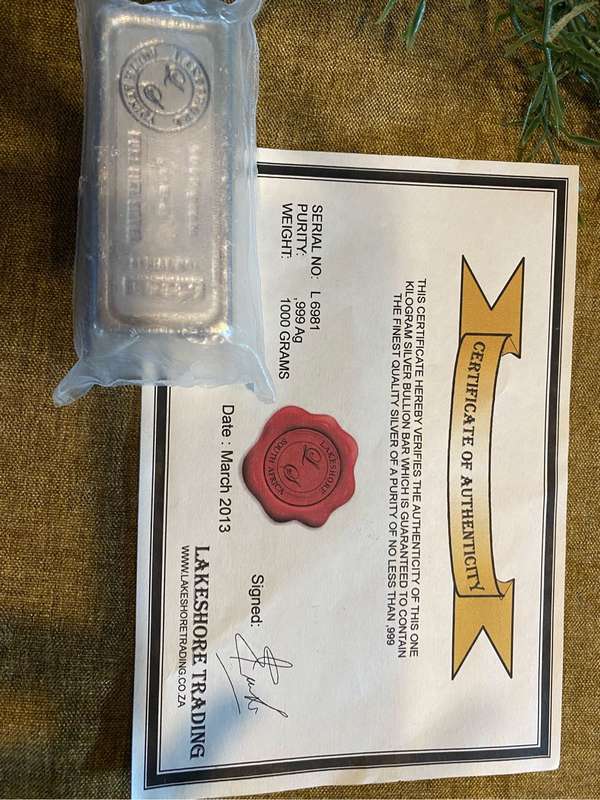 CERTIFICATE OF AUTHENTICITY
THIS CERTIFICATE HEREBY VERIFIES THE AUTHENTICITY OF THIS ONE
KILOGRAM SILVER BULLION BAR WHICH IS GUARANTEED TO CONTAIN
THE FINEST QUALITY SILVER OF A PURITY OF NO LESS THAN ,999
SERIAL NO: L 6981
PURITY: ,999 Ag
WEIGHT: 1000 GRAMS
LAKESHORE
LS
SOUTH AFRICA
Date : March 2013
Signed:
LAKESHORE TRADING
WWW.LAKESHORETRADING.CO.ZA